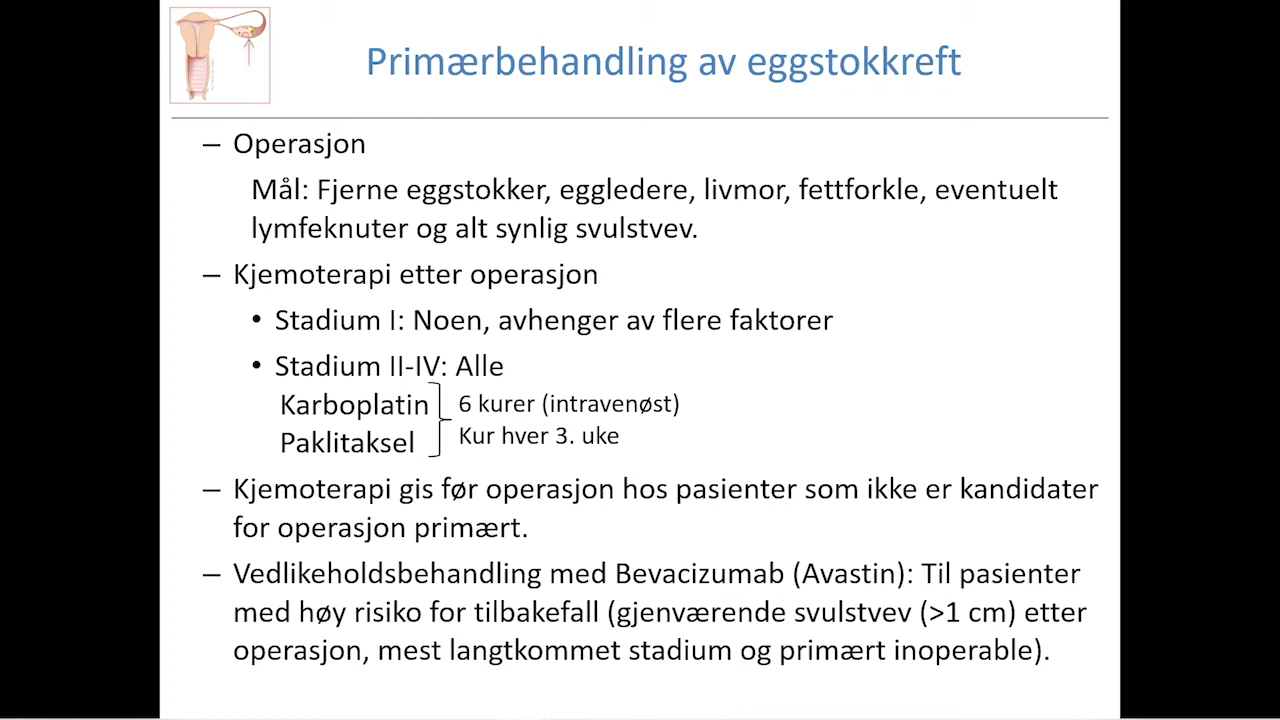 Primærbehandling av eggstokkreft
– Operasjon
Mål: Fjerne eggstokker, eggledere, livmor, fettforkle, eventuelt
lymfeknuter og alt synlig svulstvev.
– Kjemoterapi etter operasjon
• Stadium I: Noen, avhenger av flere faktorer
• Stadium II-IV: Alle
Karboplatin
Paklitaksel
6 kurer (intravenøst)
Kur hver 3. uke
– Kjemoterapi gis før operasjon hos pasienter som ikke er kandidater
for operasjon primært.
– Vedlikeholdsbehandling med Bevacizumab (Avastin): Til pasienter
med høy risiko for tilbakefall (gjenværende svulstvev (>1 cm) etter
operasjon, mest langtkommet stadium og primært inoperable).